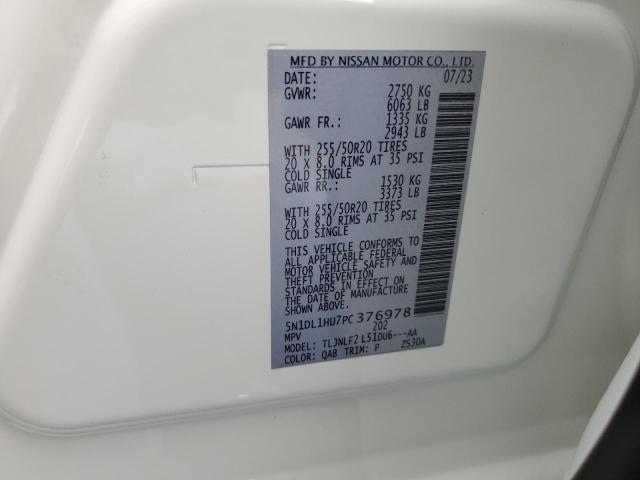 MFD BY NISSAN MOTOR CO., LTD.
DATE: 07/23
GVWR: 2750 KG
6063 LB
GAWR FR.: 1335 KG
2943 LB
WITH 255/50R20 TIRES
20 X 8.0 RIMS AT 35 PSI
COLD SINGLE
GAWR RR.: 1530 KG
3373 LB
WITH 255/50R20 TIRES
20 X 8.0 RIMS AT 35 PSI
COLD SINGLE
THIS VEHICLE CONFORMS TO
ALL APPLICABLE FEDERAL
MOTOR VEHICLE SAFETY AND
THEFT PREVENTION
STANDARDS IN EFFECT ON
THE DATE OF MANUFACTURE
SHOWN ABOVE.
5N1DL1HU7PC376978
MPV 202
MODEL: TLJNLF2 L51DU6---AA
COLOR: QAB TRIM: P ZS30A